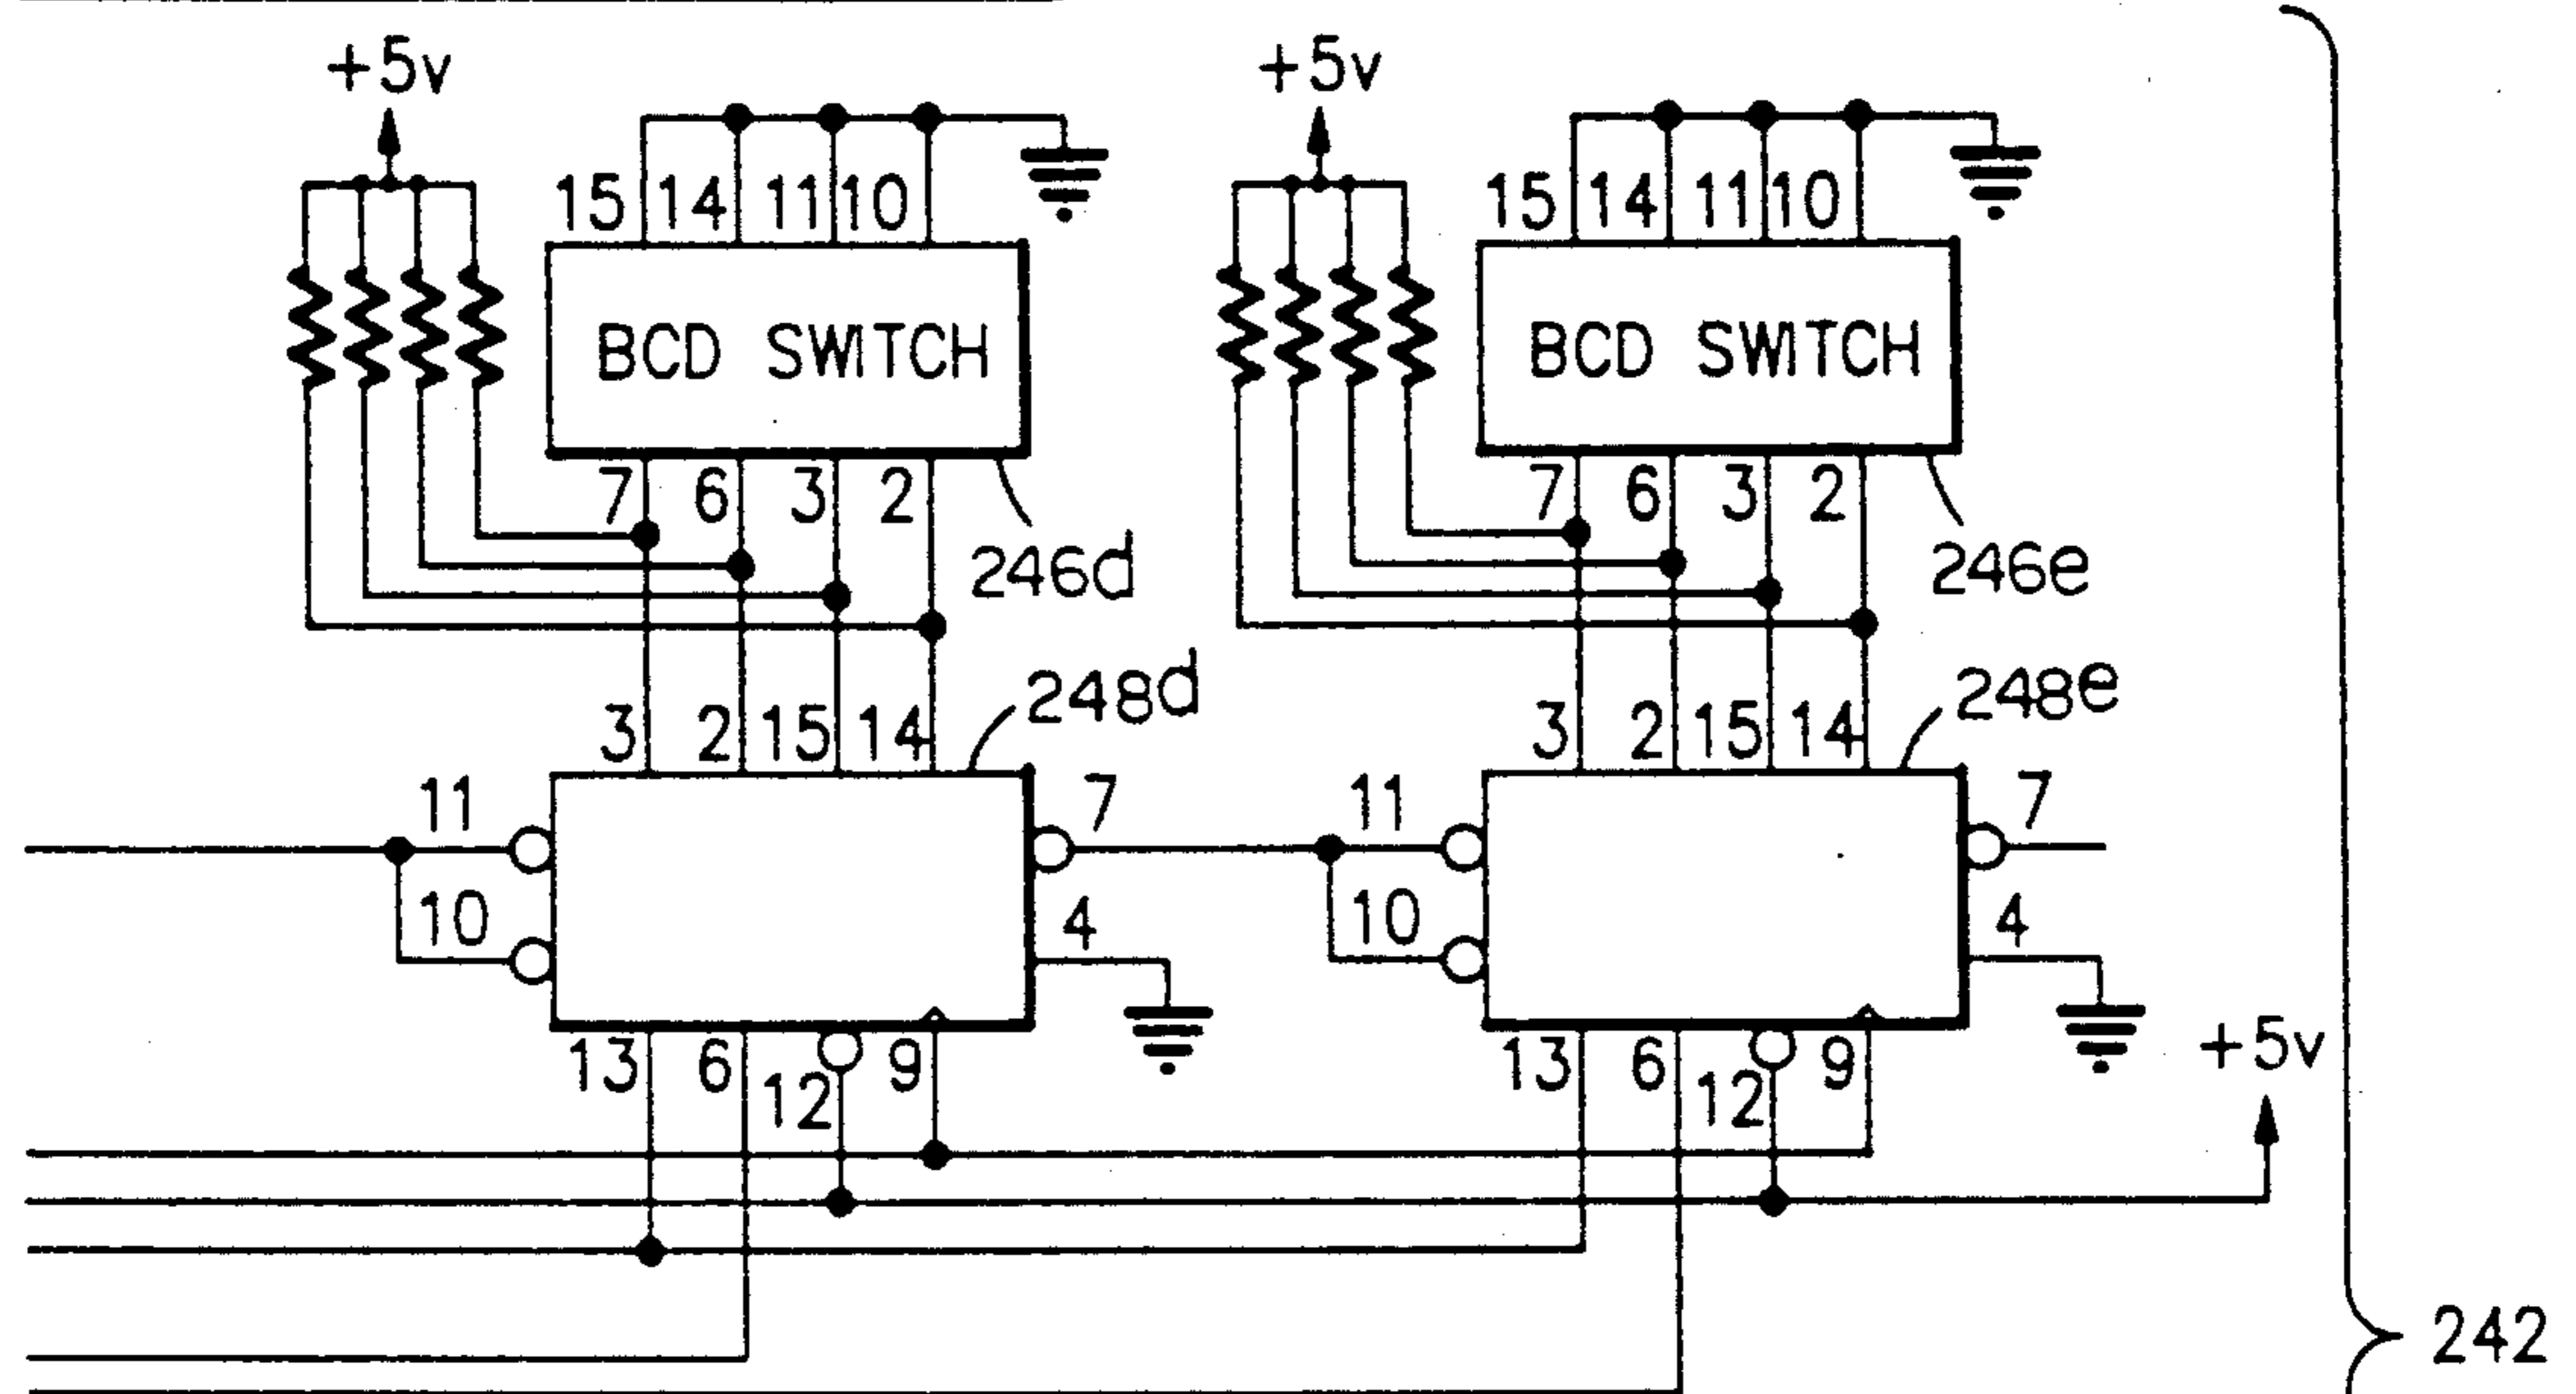 +5v +5v
15 14 11 10 15 14 11 10
BCD SWITCH BCD SWITCH
7 6 3 2 7 6 3 2
246d 246e
248d 248e
3 2 15 14 3 2 15 14
11 7 11 7
10 4 10 4
13 6 12 9 13 6 12 9 +5v
242